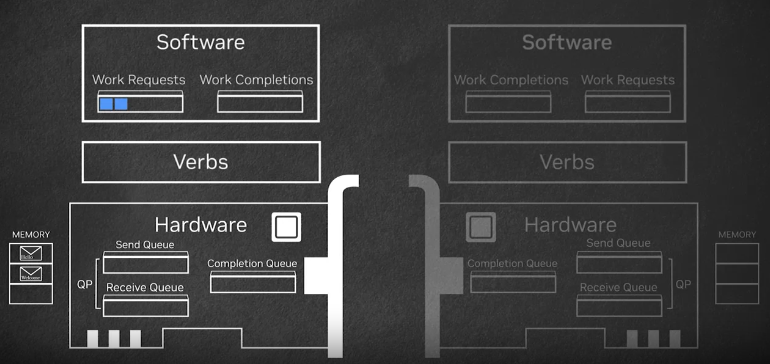 Software
Work Requests Work Completions
Verbs
MEMORY
Hello
Welcome
Hardware
Send Queue
Completion Queue
QP
Receive Queue
Software
Work Completions Work Requests
Verbs
Hardware
Send Queue
Completion Queue
QP
Receive Queue
MEMORY